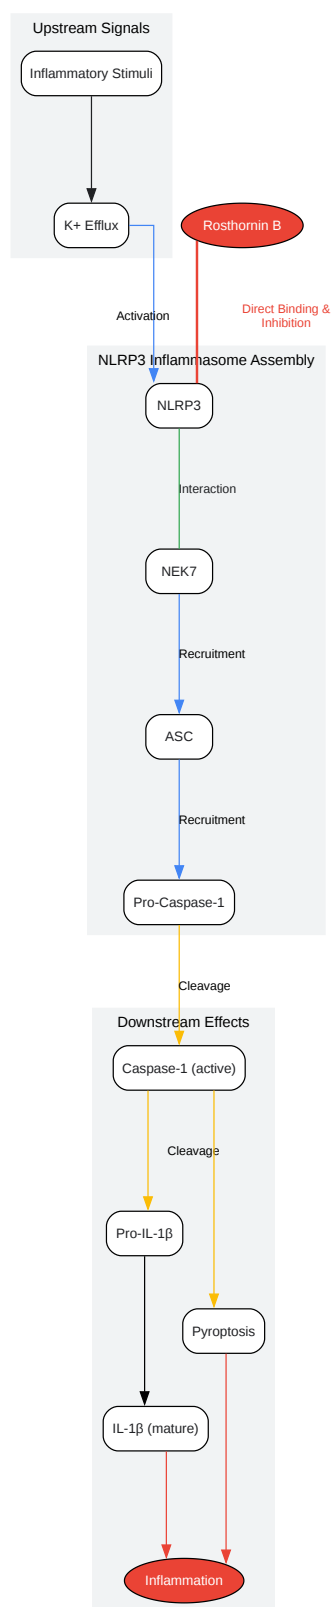 Upstream Signals
Inflammatory Stimuli
K+ Efflux
Rosthornin B
Activation
Direct Binding &
Inhibition
NLRP3 Inflammasome Assembly
NLRP3
Interaction
NEK7
Recruitment
ASC
Recruitment
Pro-Caspase-1
Cleavage
Downstream Effects
Caspase-1 (active)
Cleavage
Pro-IL-1β
Pyroptosis
IL-1β (mature)
Inflammation